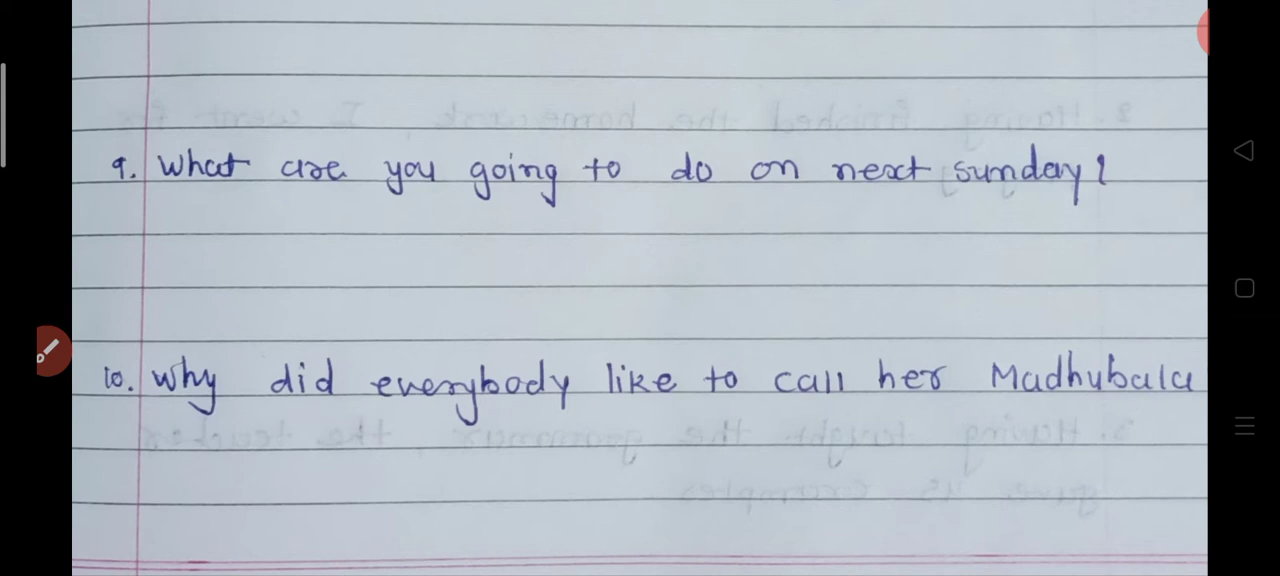 9. What are you going to do on next sunday?
10. Why did everybody like to call her Madhubala